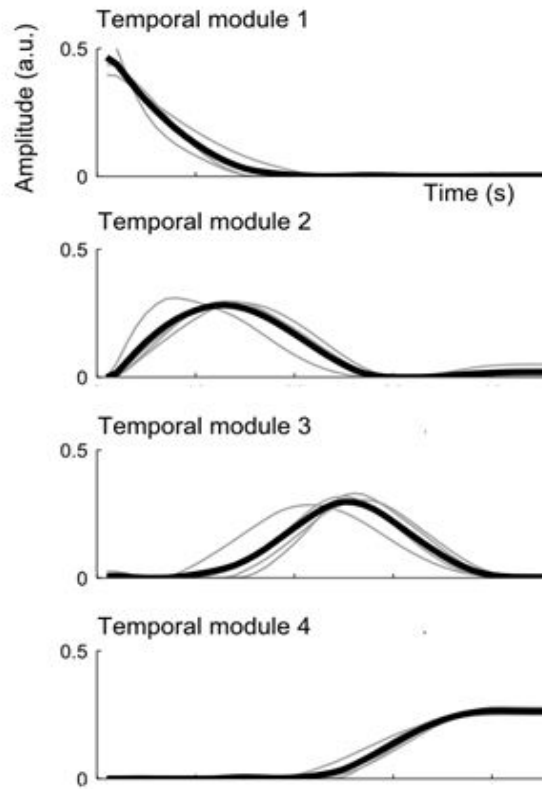 Temporal module 1
Amplitude (a.u.)
0.5
0
Time (s)
Temporal module 2
0.5
0
Temporal module 3
0.5
0
Temporal module 4
0.5
0